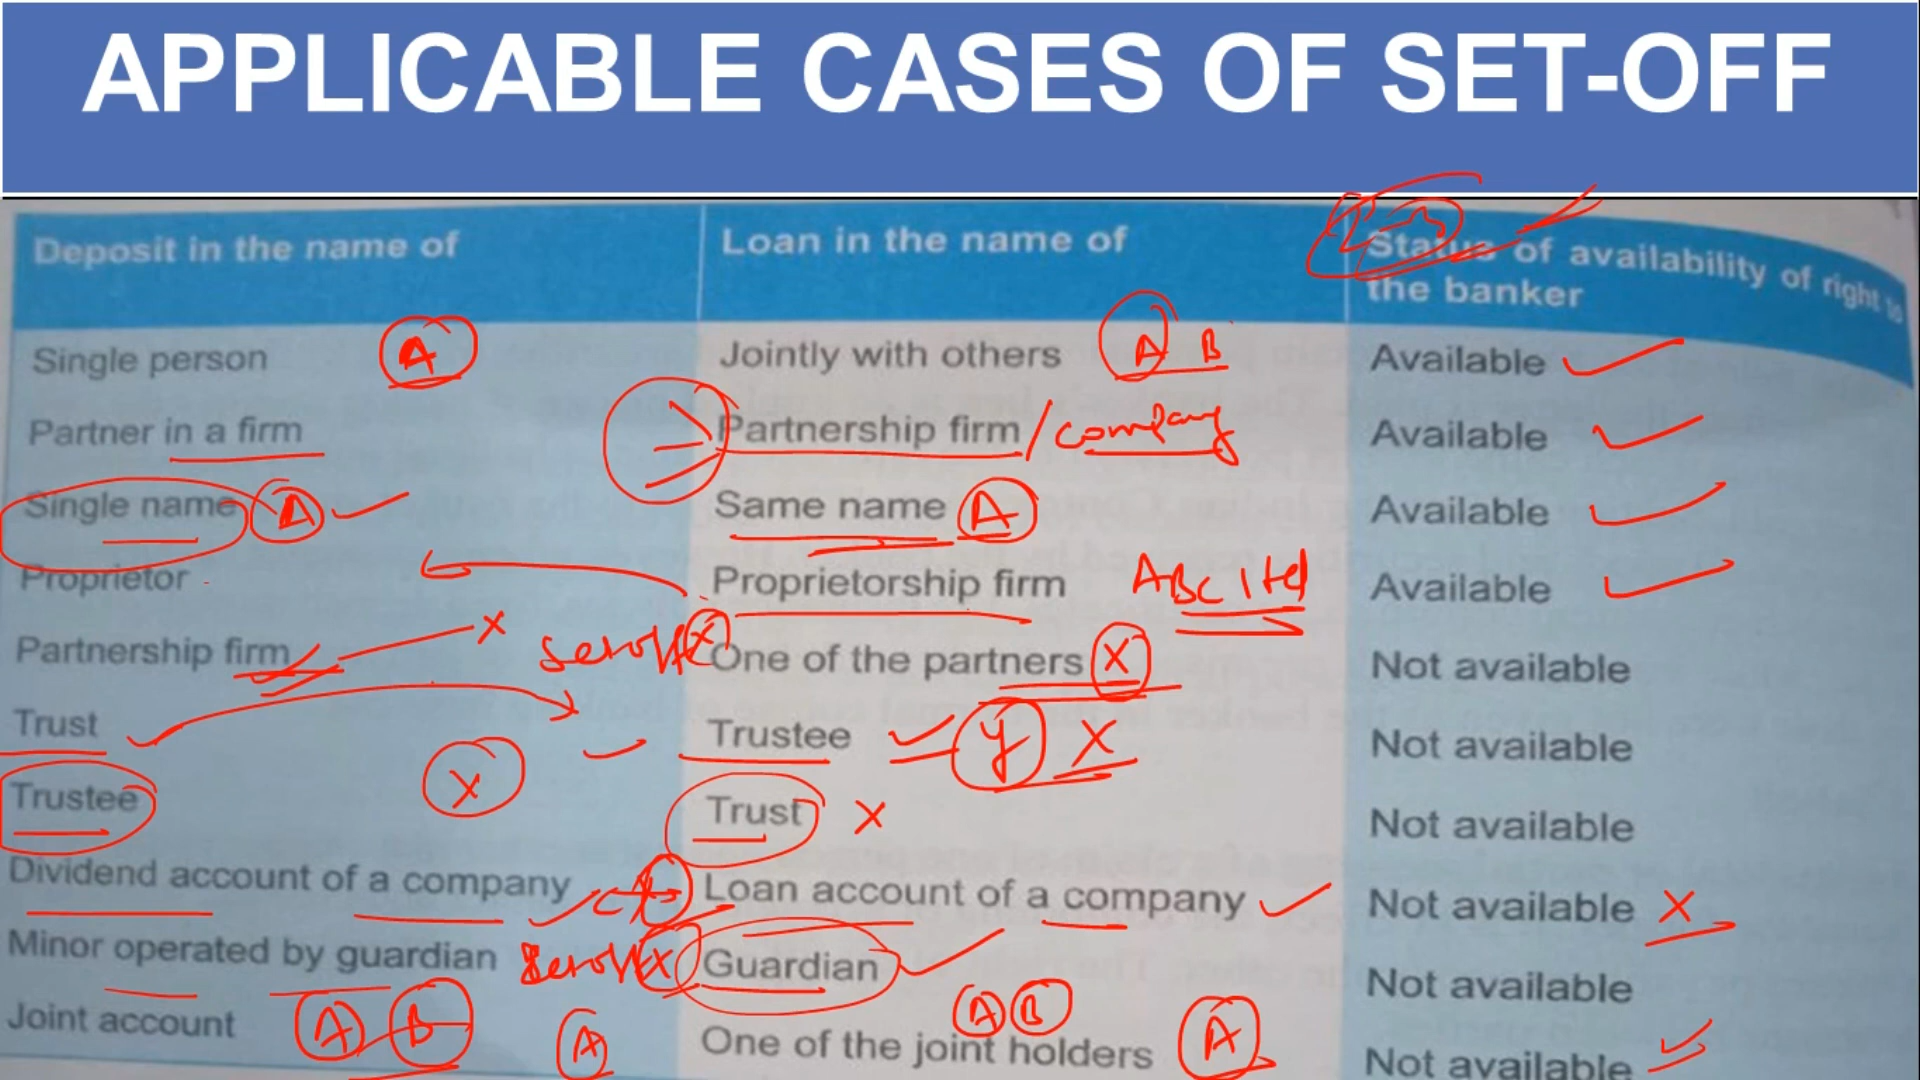 APPLICABLE CASES OF SET-OFF
Deposit in the name of Loan in the name of Status of availability of right to
the banker
Single person A Jointly with others A B Available
Partner in a firm Partnership firm / company Available
Single name A Same name A Available
Proprietor Proprietorship firm ABC ltd Available
Partnership firm X X One of the partners X Not available
Trust Trustee y X Not available
Trustee X Trust X Not available
Dividend account of a company Loan account of a company Not available X
Minor operated by guardian X Guardian Not available
Joint account A B A One of the joint holders A B A Not available